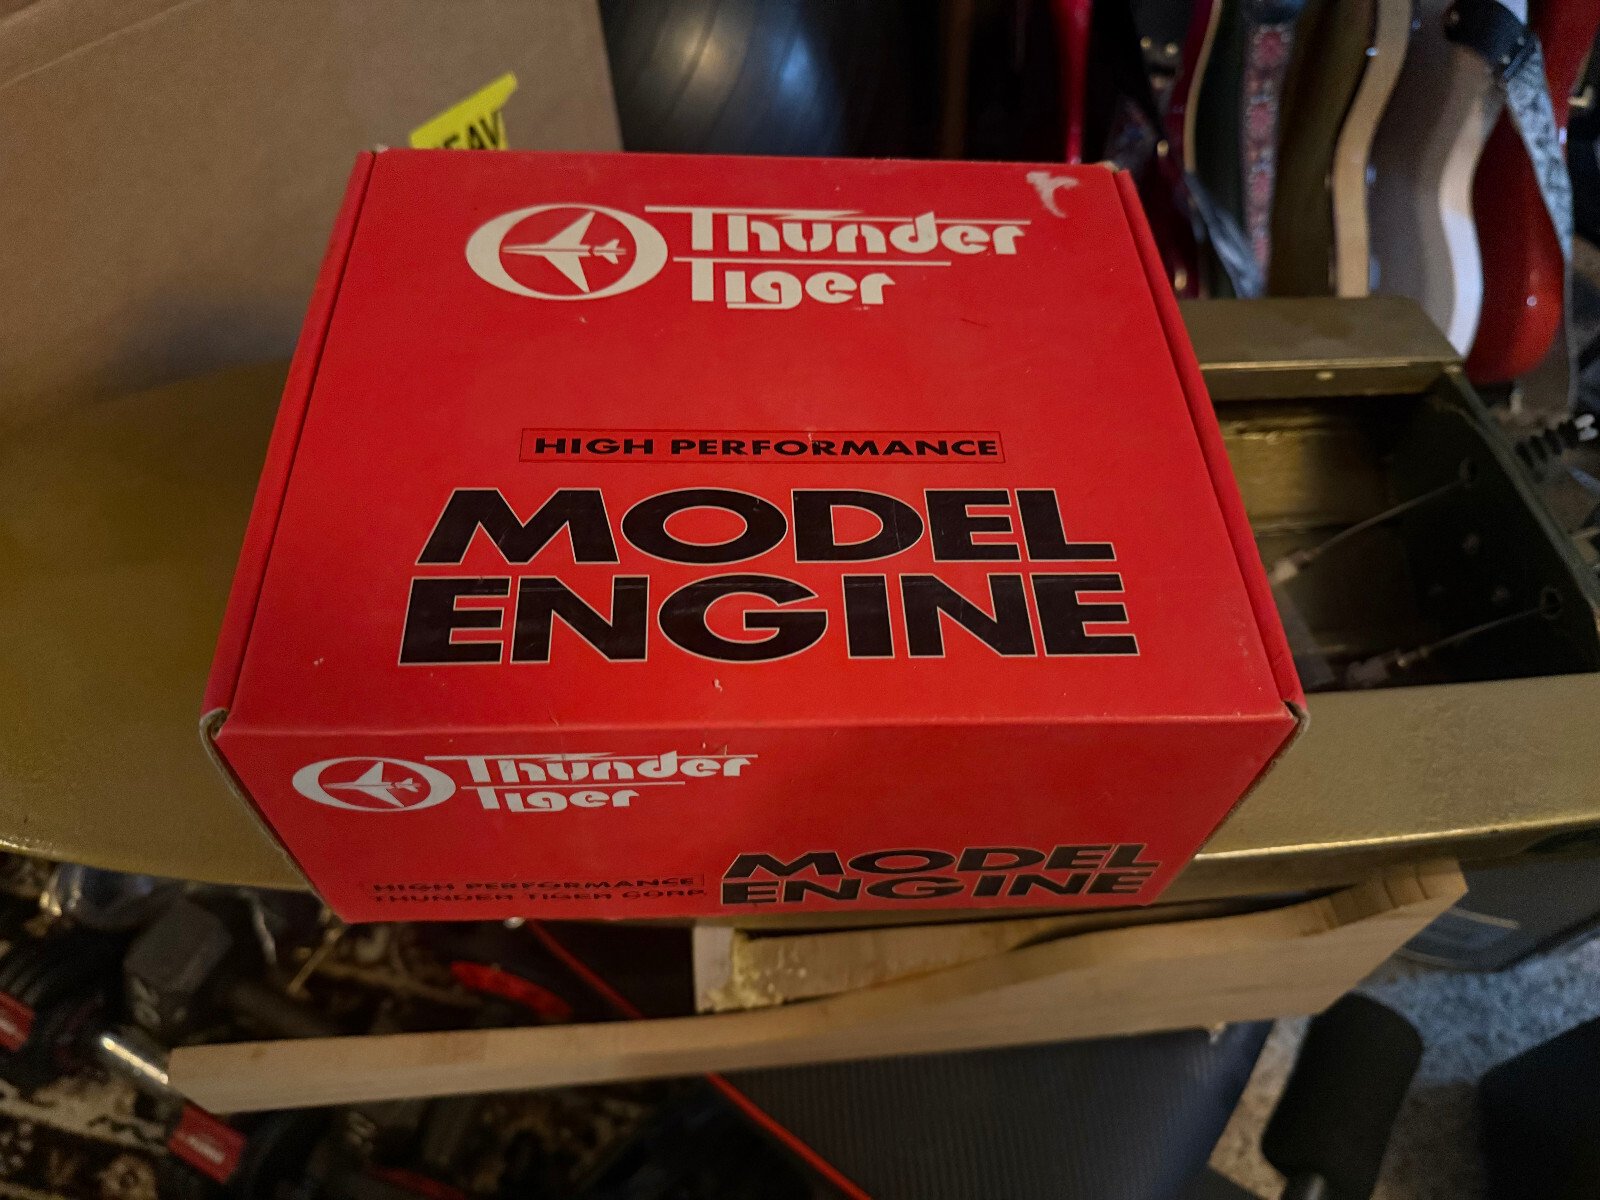 Thunder
Tiger
HIGH PERFORMANCE
MODEL
ENGINE
Thunder
Tiger
HIGH PERFORMANCE
THUNDER TIGER CORP.
MODEL
ENGINE